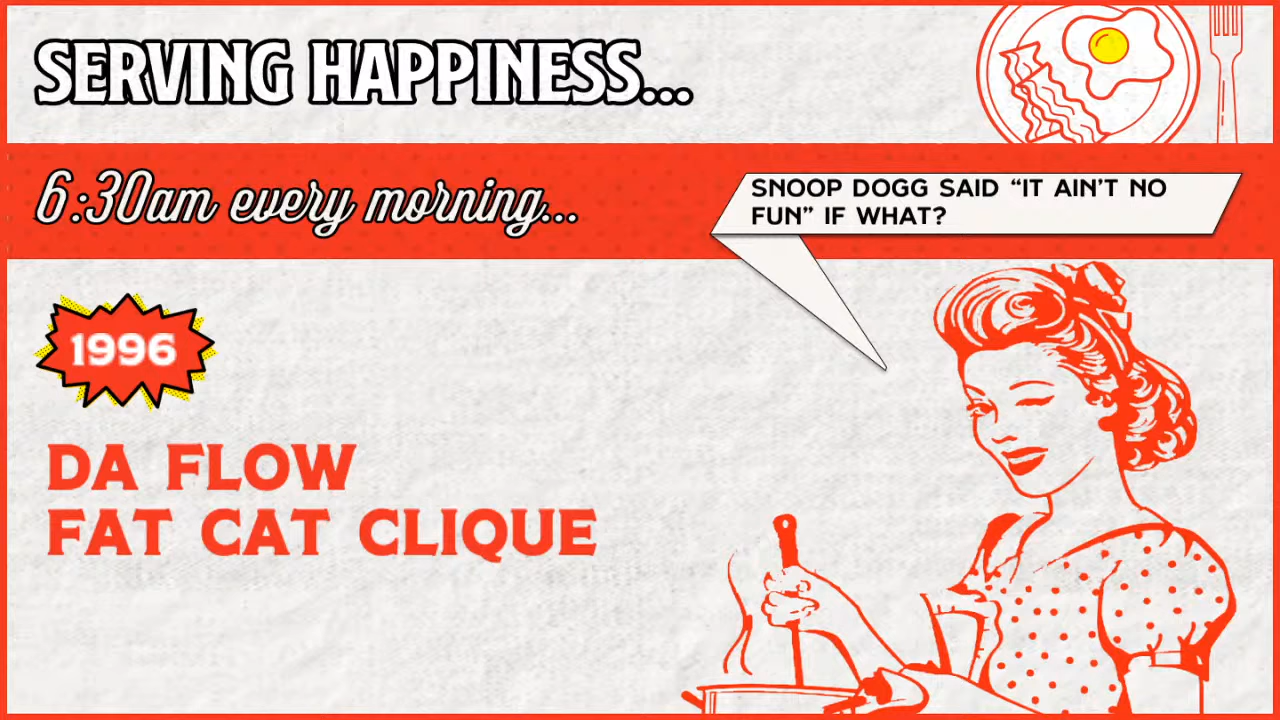 SERVING HAPPINESS...
6:30am every morning...
SNOOP DOGG SAID “IT AIN’T NO
FUN” IF WHAT?
1996
DA FLOW
FAT CAT CLIQUE